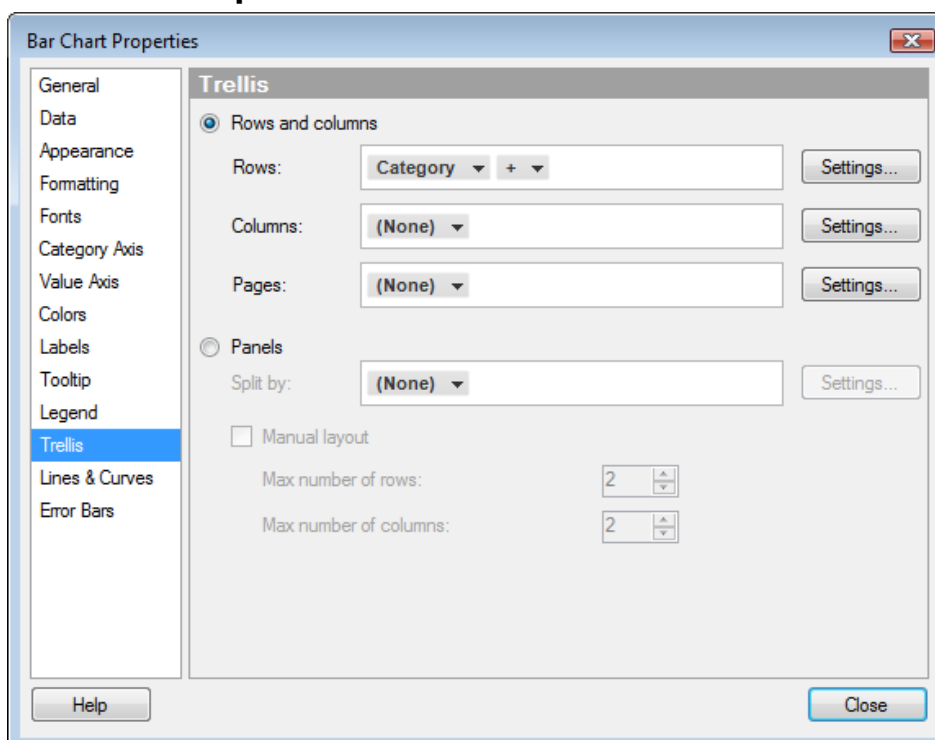 Bar Chart Properties
General
Data
Appearance
Formatting
Fonts
Category Axis
Value Axis
Colors
Labels
Tooltip
Legend
Trellis
Lines & Curves
Error Bars
Trellis
Rows and columns
Rows: Category + Settings...
Columns: (None) Settings...
Pages: (None) Settings...
Panels
Split by: (None) Settings...
Manual layout
Max number of rows: 2
Max number of columns: 2
Help Close